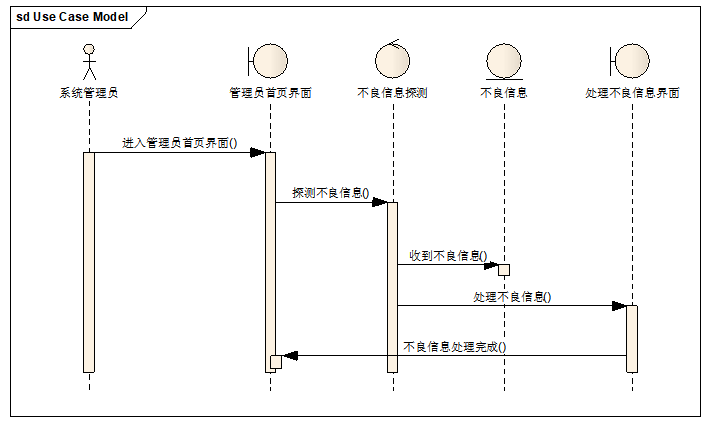 sd Use Case Model
系统管理员
管理员首页界面
不良信息探测
不良信息
处理不良信息界面
进入管理员首页界面()
探测不良信息()
收到不良信息()
处理不良信息()
不良信息处理完成()